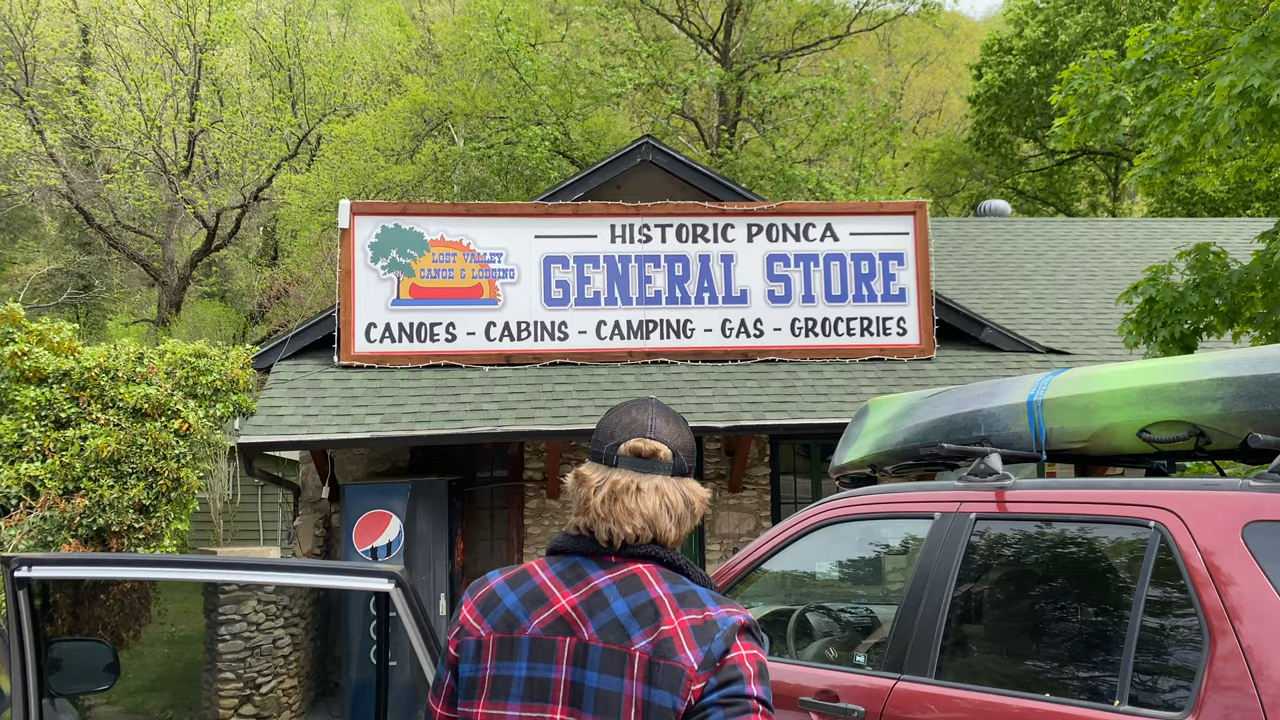 HISTORIC PONCA
LOST VALLEY
CANOE & LODGING
GENERAL STORE
CANOES - CABINS - CAMPING - GAS - GROCERIES